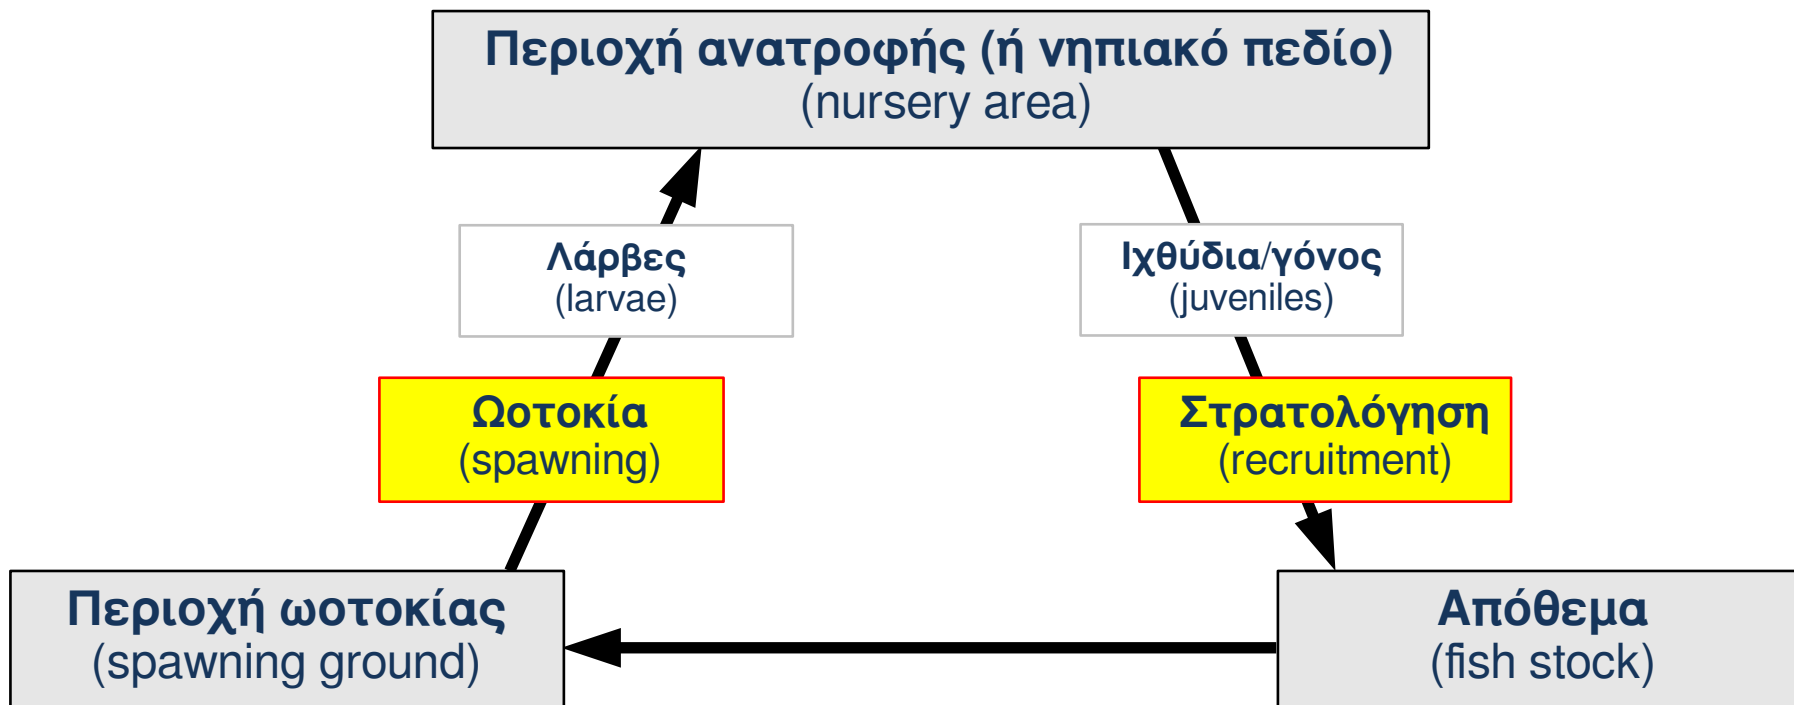 Περιοχή ανατροφής (ή νηπιακό πεδίο)
(nursery area)
Λάρβες
(larvae)
Ιχθύδια/γόνος
(juveniles)
Ωοτοκία
(spawning)
Στρατολόγηση
(recruitment)
Περιοχή ωοτοκίας
(spawning ground)
Απόθεμα
(fish stock)